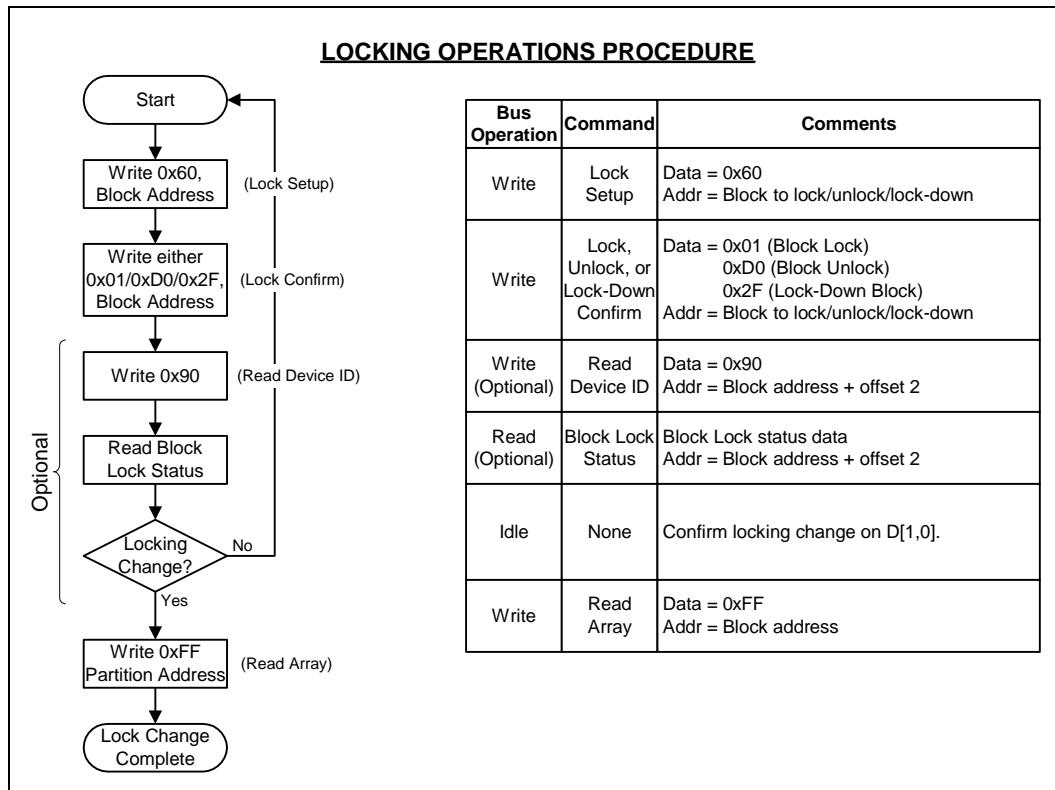 LOCKING OPERATIONS PROCEDURE
Start
Write 0x60,
Block Address
(Lock Setup)
Write either
0x01/0xD0/0x2F,
Block Address
(Lock Confirm)
Optional
Write 0x90
(Read Device ID)
Read Block
Lock Status
Locking
Change?
No
Yes
Write 0xFF
Partition Address
(Read Array)
Lock Change
Complete
Bus
Operation
Command
Comments
Write
Lock
Setup
Data = 0x60
Addr = Block to lock/unlock/lock-down
Write
Lock,
Unlock, or
Lock-Down
Confirm
Data = 0x01 (Block Lock)
0xD0 (Block Unlock)
0x2F (Lock-Down Block)
Addr = Block to lock/unlock/lock-down
Write
(Optional)
Read
Device ID
Data = 0x90
Addr = Block address + offset 2
Read
(Optional)
Block Lock
Status
Block Lock status data
Addr = Block address + offset 2
Idle
None
Confirm locking change on D[1,0].
Write
Read
Array
Data = 0xFF
Addr = Block address